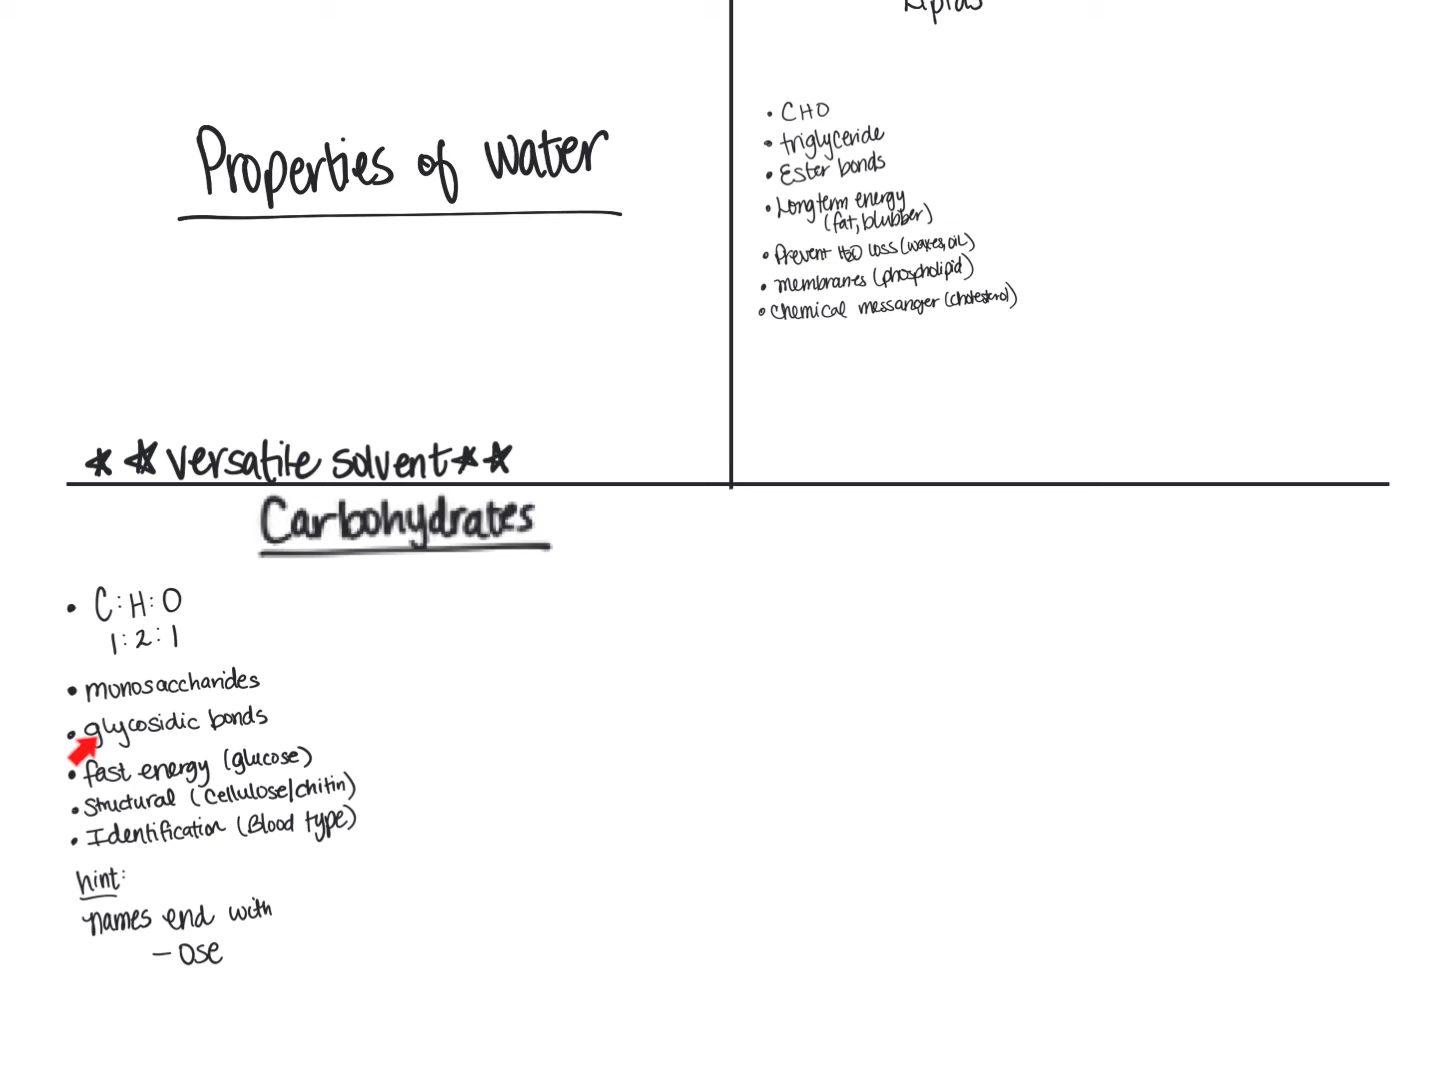 Properties of water
**versatile solvent**
Lipids
• CHO
• triglyceride
• Ester bonds
• Longterm energy
(fat, blubber)
• Prevent H2O loss (waxes, oil)
• membranes (phospholipid)
• chemical messanger (cholesterol)
Carbohydrates
• C:H:O
1:2:1
• monosaccharides
• glycosidic bonds
• fast energy (glucose)
• Structural (cellulose/chitin)
• Identification (Blood type)
hint:
names end with
- ose